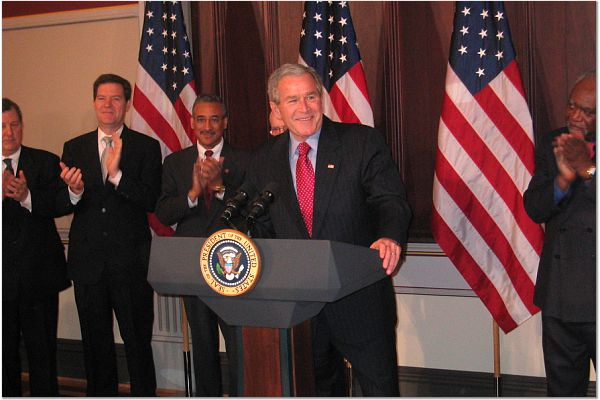 SEAL OF THE PRESIDENT OF THE UNITED STATES